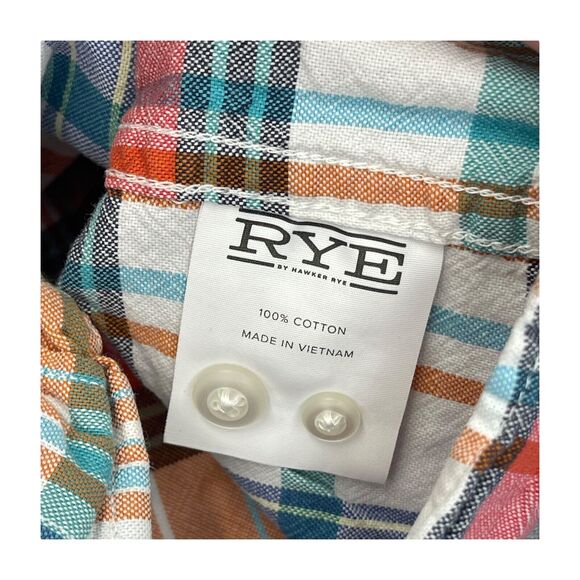 RYE
BY HAWKER RYE
100% COTTON
MADE IN VIETNAM